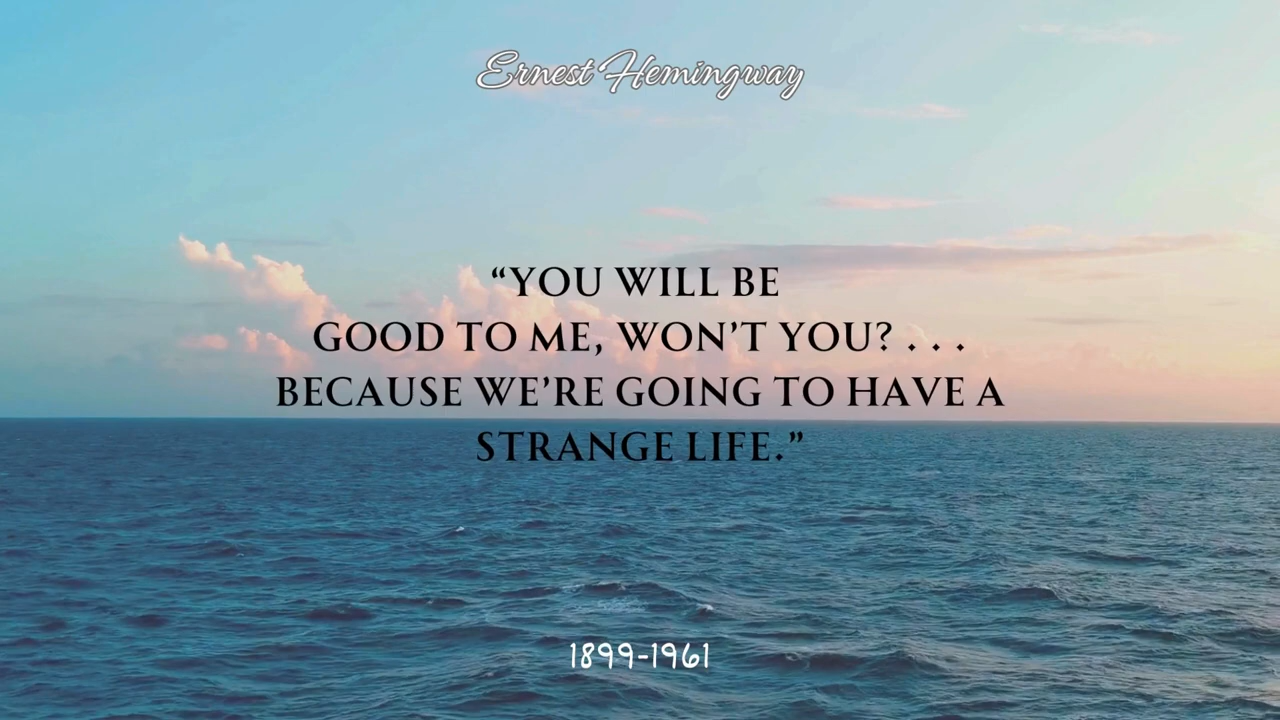 Ernest Hemingway
“YOU WILL BE
GOOD TO ME, WON’T YOU? . . .
BECAUSE WE’RE GOING TO HAVE A
STRANGE LIFE.”
1899-1961